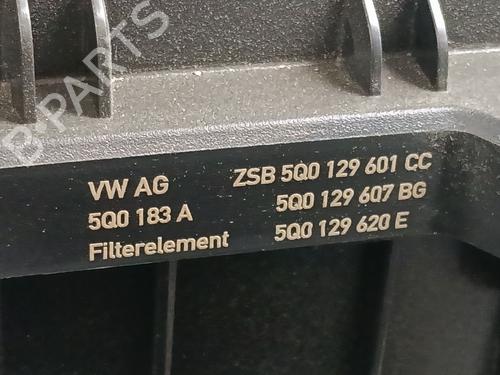 B-PARTS
VW AG ZSB 5Q0 129 601 CC
5Q0 183 A 5Q0 129 607 BG
Filterelement 5Q0 129 620 E